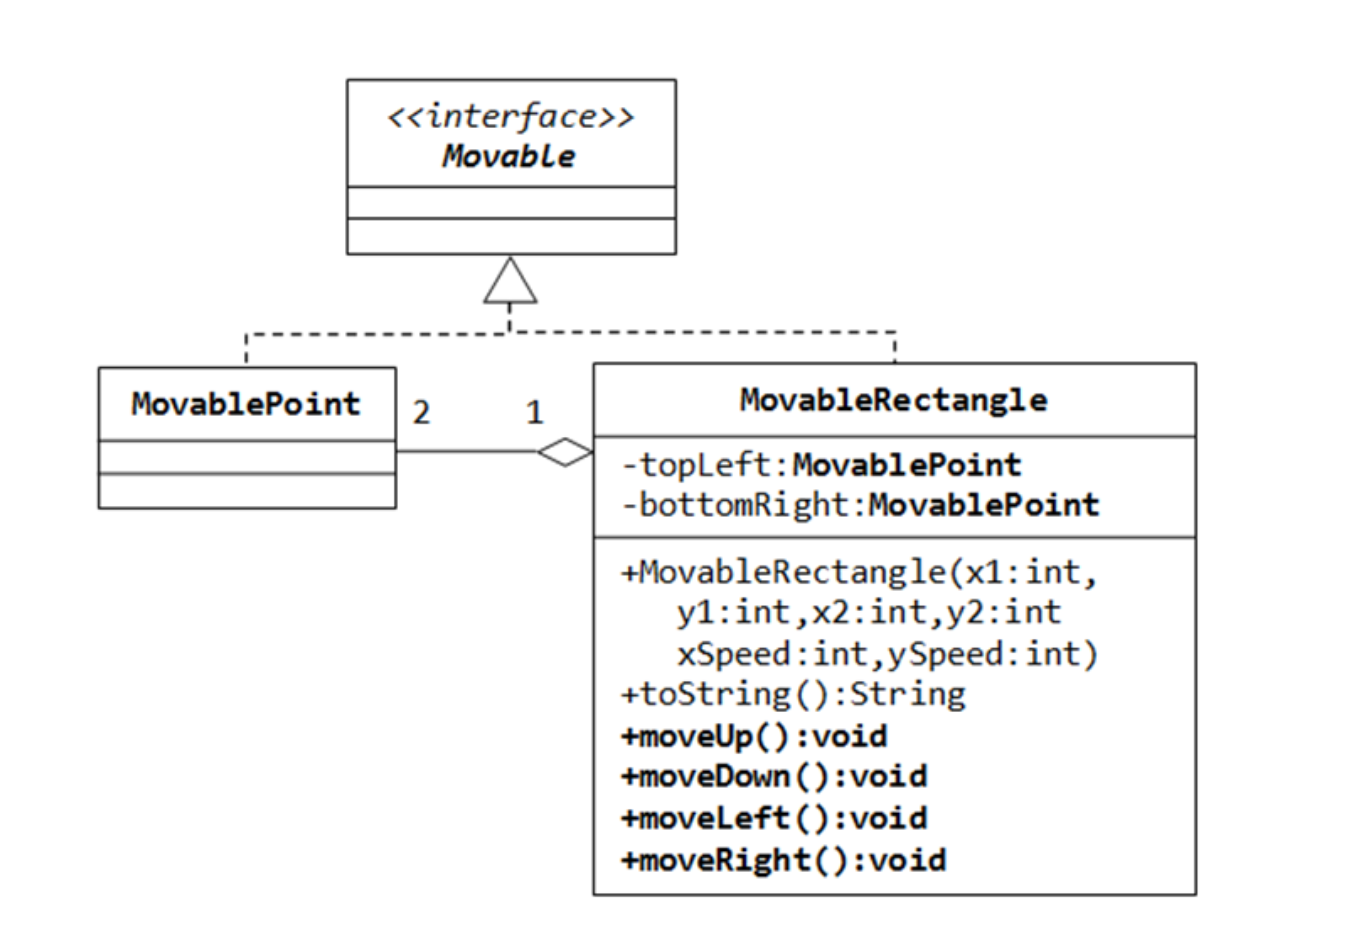 <<interface>>
Movable
MovablePoint
2
1
MovableRectangle
-topLeft:MovablePoint
-bottomRight:MovablePoint
+MovableRectangle(x1:int,
y1:int,x2:int,y2:int
xSpeed:int,ySpeed:int)
+toString():String
+moveUp():void
+moveDown():void
+moveLeft():void
+moveRight():void